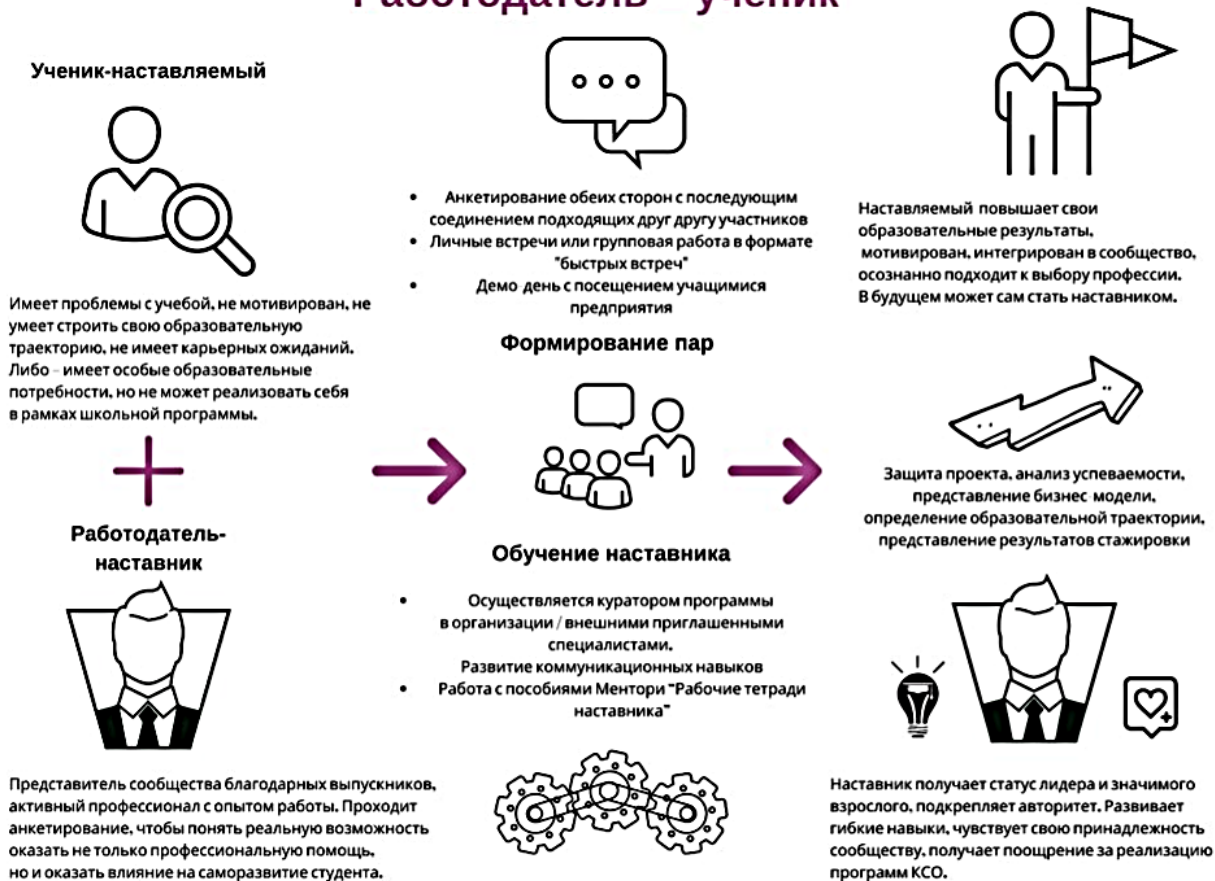 Работодатель – ученик
Ученик-наставляемый
Имеет проблемы с учебой, не мотивирован, не
умеет строить свою образовательную
траекторию, не имеет карьерных ожиданий.
Либо – имеет особые образовательные
потребности, но не может реализовать себя
в рамках школьной программы.
Работодатель-
наставник
Представитель сообщества благодарных выпускников,
активный профессионал с опытом работы. Проходит
анкетирование, чтобы понять реальную возможность
оказать не только профессиональную помощь,
но и оказать влияние на саморазвитие студента.
• Анкетирование обеих сторон с последующим
соединением подходящих друг другу участников
• Личные встречи или групповая работа в формате
"быстрых встреч"
• Демо-день с посещением учащимися
предприятия
Формирование пар
Обучение наставника
• Осуществляется куратором программы
в организации / внешними приглашенными
специалистами.
Развитие коммуникационных навыков
• Работа с пособиями Ментори "Рабочие тетради
наставника"
Наставляемый повышает свои
образовательные результаты,
мотивирован, интегрирован в сообщество,
осознанно подходит к выбору профессии.
В будущем может сам стать наставником.
Защита проекта, анализ успеваемости,
представление бизнес-модели,
определение образовательной траектории,
представление результатов стажировки
Наставник получает статус лидера и значимого
взрослого, подкрепляет авторитет. Развивает
гибкие навыки, чувствует свою принадлежность
сообществу, получает поощрение за реализацию
программ КСО.